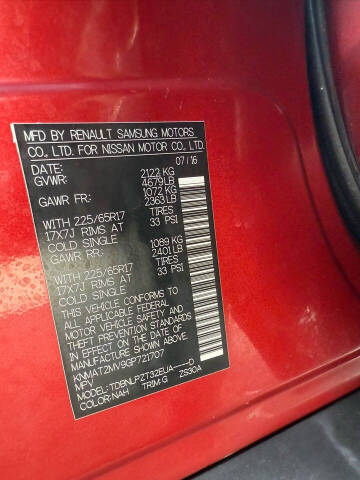 MFD BY RENAULT SAMSUNG MOTORS
CO., LTD. FOR NISSAN MOTOR CO., LTD.
DATE: 07/16
GVWR: 2122 KG
4679 LB
GAWR FR: 1072 KG
2363 LB
WITH 225/65R17 TIRES
17X7J RIMS AT 33 PSI
COLD SINGLE
GAWR RR: 1089 KG
2401 LB
WITH 225/65R17 TIRES
17X7J RIMS AT 33 PSI
COLD SINGLE
THIS VEHICLE CONFORMS TO
ALL APPLICABLE FEDERAL
MOTOR VEHICLE SAFETY AND
THEFT PREVENTION STANDARDS
IN EFFECT ON THE DATE OF
MANUFACTURE SHOWN ABOVE.
KNMAT2MV9GP721707
MPV
MODEL: TDBNLPZT32EUA----D
COLOR: NAH TRIM: G ZS30A